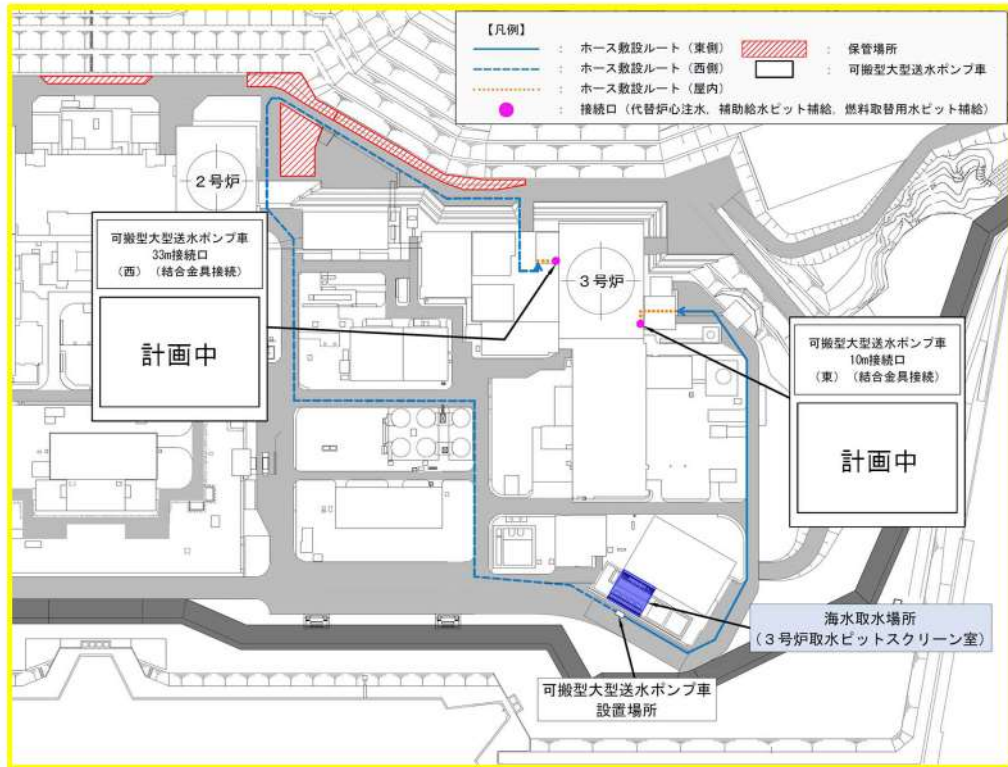 【凡例】
： ホース敷設ルート（東側）
： 保管場所
： ホース敷設ルート（西側）
： 可搬型大型送水ポンプ車
： ホース敷設ルート（屋内）
： 接続口（代替炉心注水，補助給水ピット補給，燃料取替用水ピット補給）
２号炉
可搬型大型送水ポンプ車
33m接続口
（西）（結合金具接続）
計画中
３号炉
可搬型大型送水ポンプ車
10m接続口
（東）（結合金具接続）
計画中
海水取水場所
（３号炉取水ピットスクリーン室）
可搬型大型送水ポンプ車
設置場所